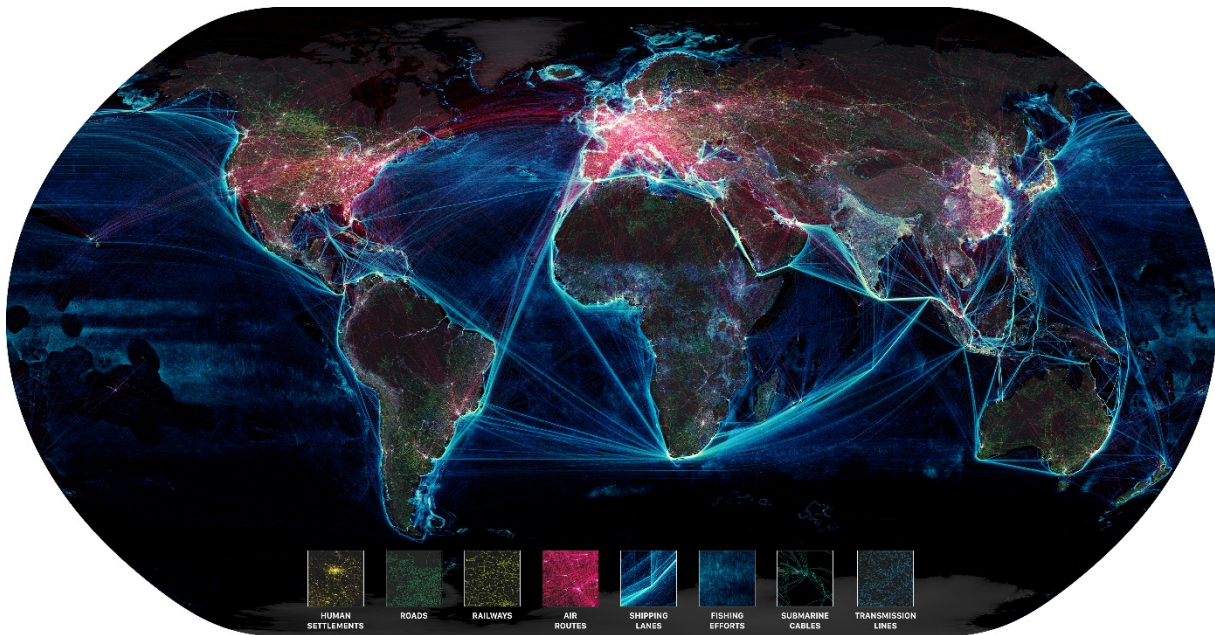 HUMAN
SETTLEMENTS
ROADS
RAILWAYS
AIR
ROUTES
SHIPPING
LANES
FISHING
EFFORTS
SUBMARINE
CABLES
TRANSMISSION
LINES